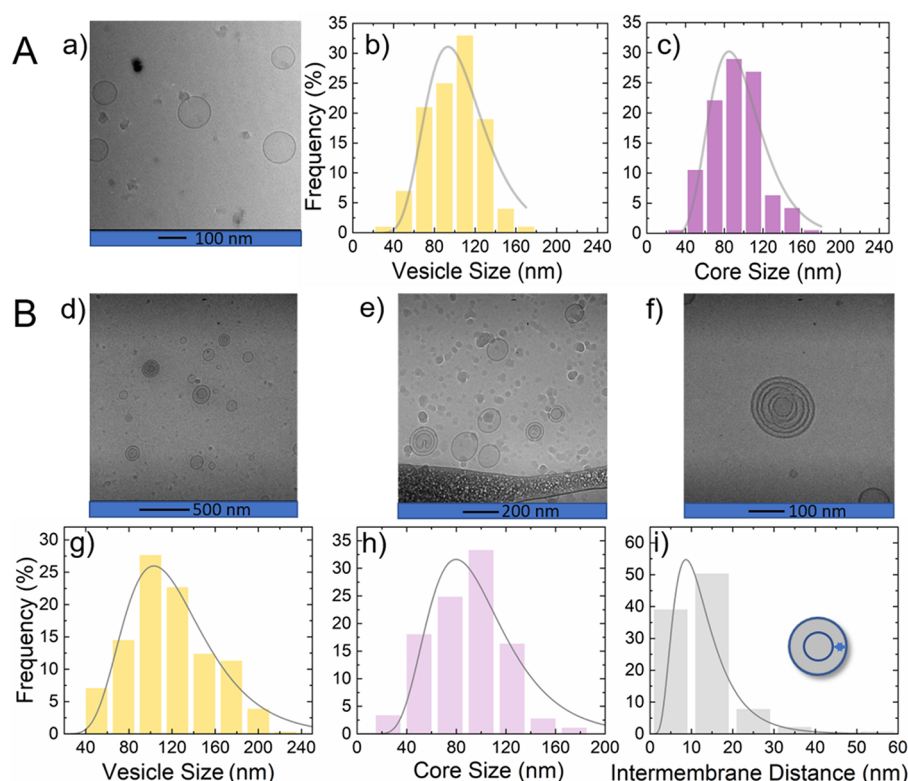 A
a)
100 nm
b)
Frequency (%)
35
30
25
20
15
10
5
0
0 40 80 120 160 200 240
Vesicle Size (nm)
c)
35
30
25
20
15
10
5
0
0 40 80 120 160 200 240
Core Size (nm)
B
d)
500 nm
e)
200 nm
f)
100 nm
g)
Frequency (%)
30
25
20
15
10
5
0
40 80 120 160 200 240
Vesicle Size (nm)
h)
40
35
30
25
20
15
10
5
0
0 40 80 120 160 200
Core Size (nm)
i)
60
50
40
30
20
10
0
0 10 20 30 40 50 60
Intermembrane Distance (nm)